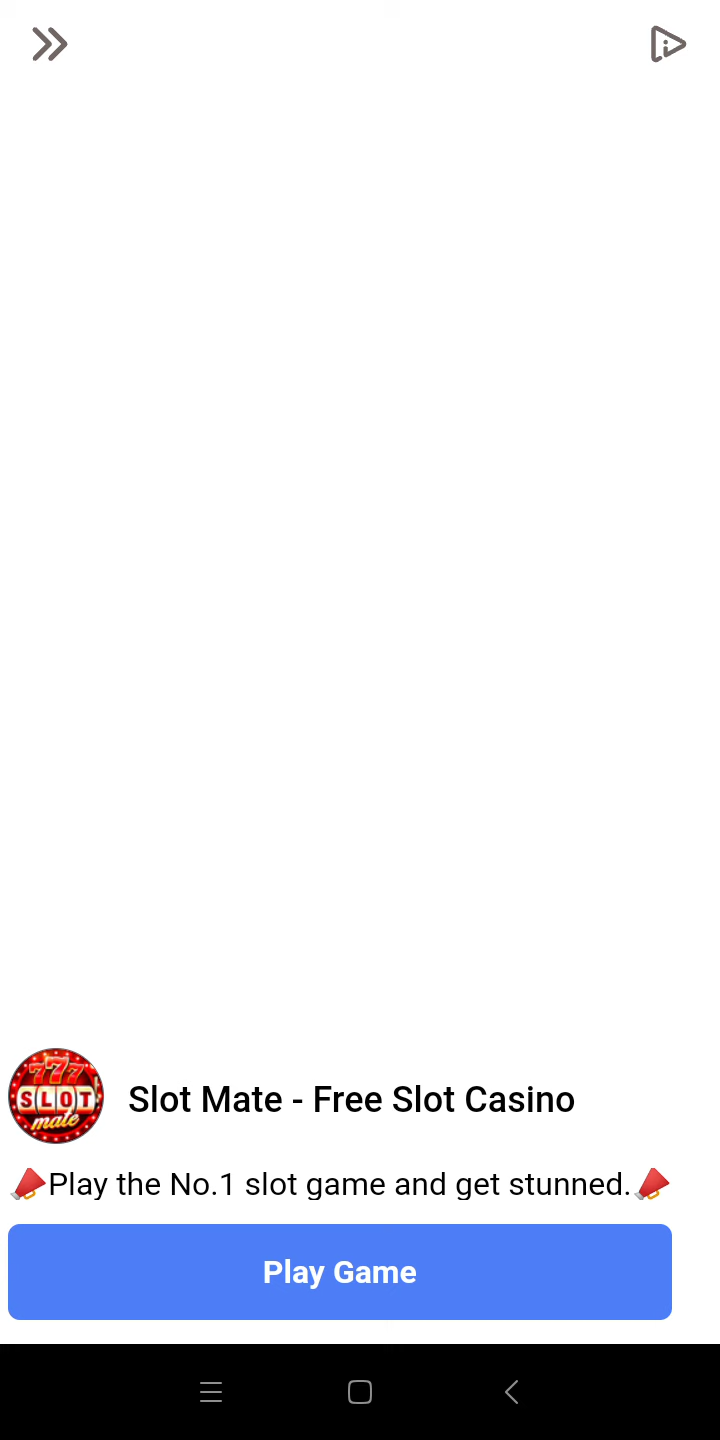 777
SLOT
mate
Slot Mate - Free Slot Casino
📣Play the No.1 slot game and get stunned.📣
Play Game